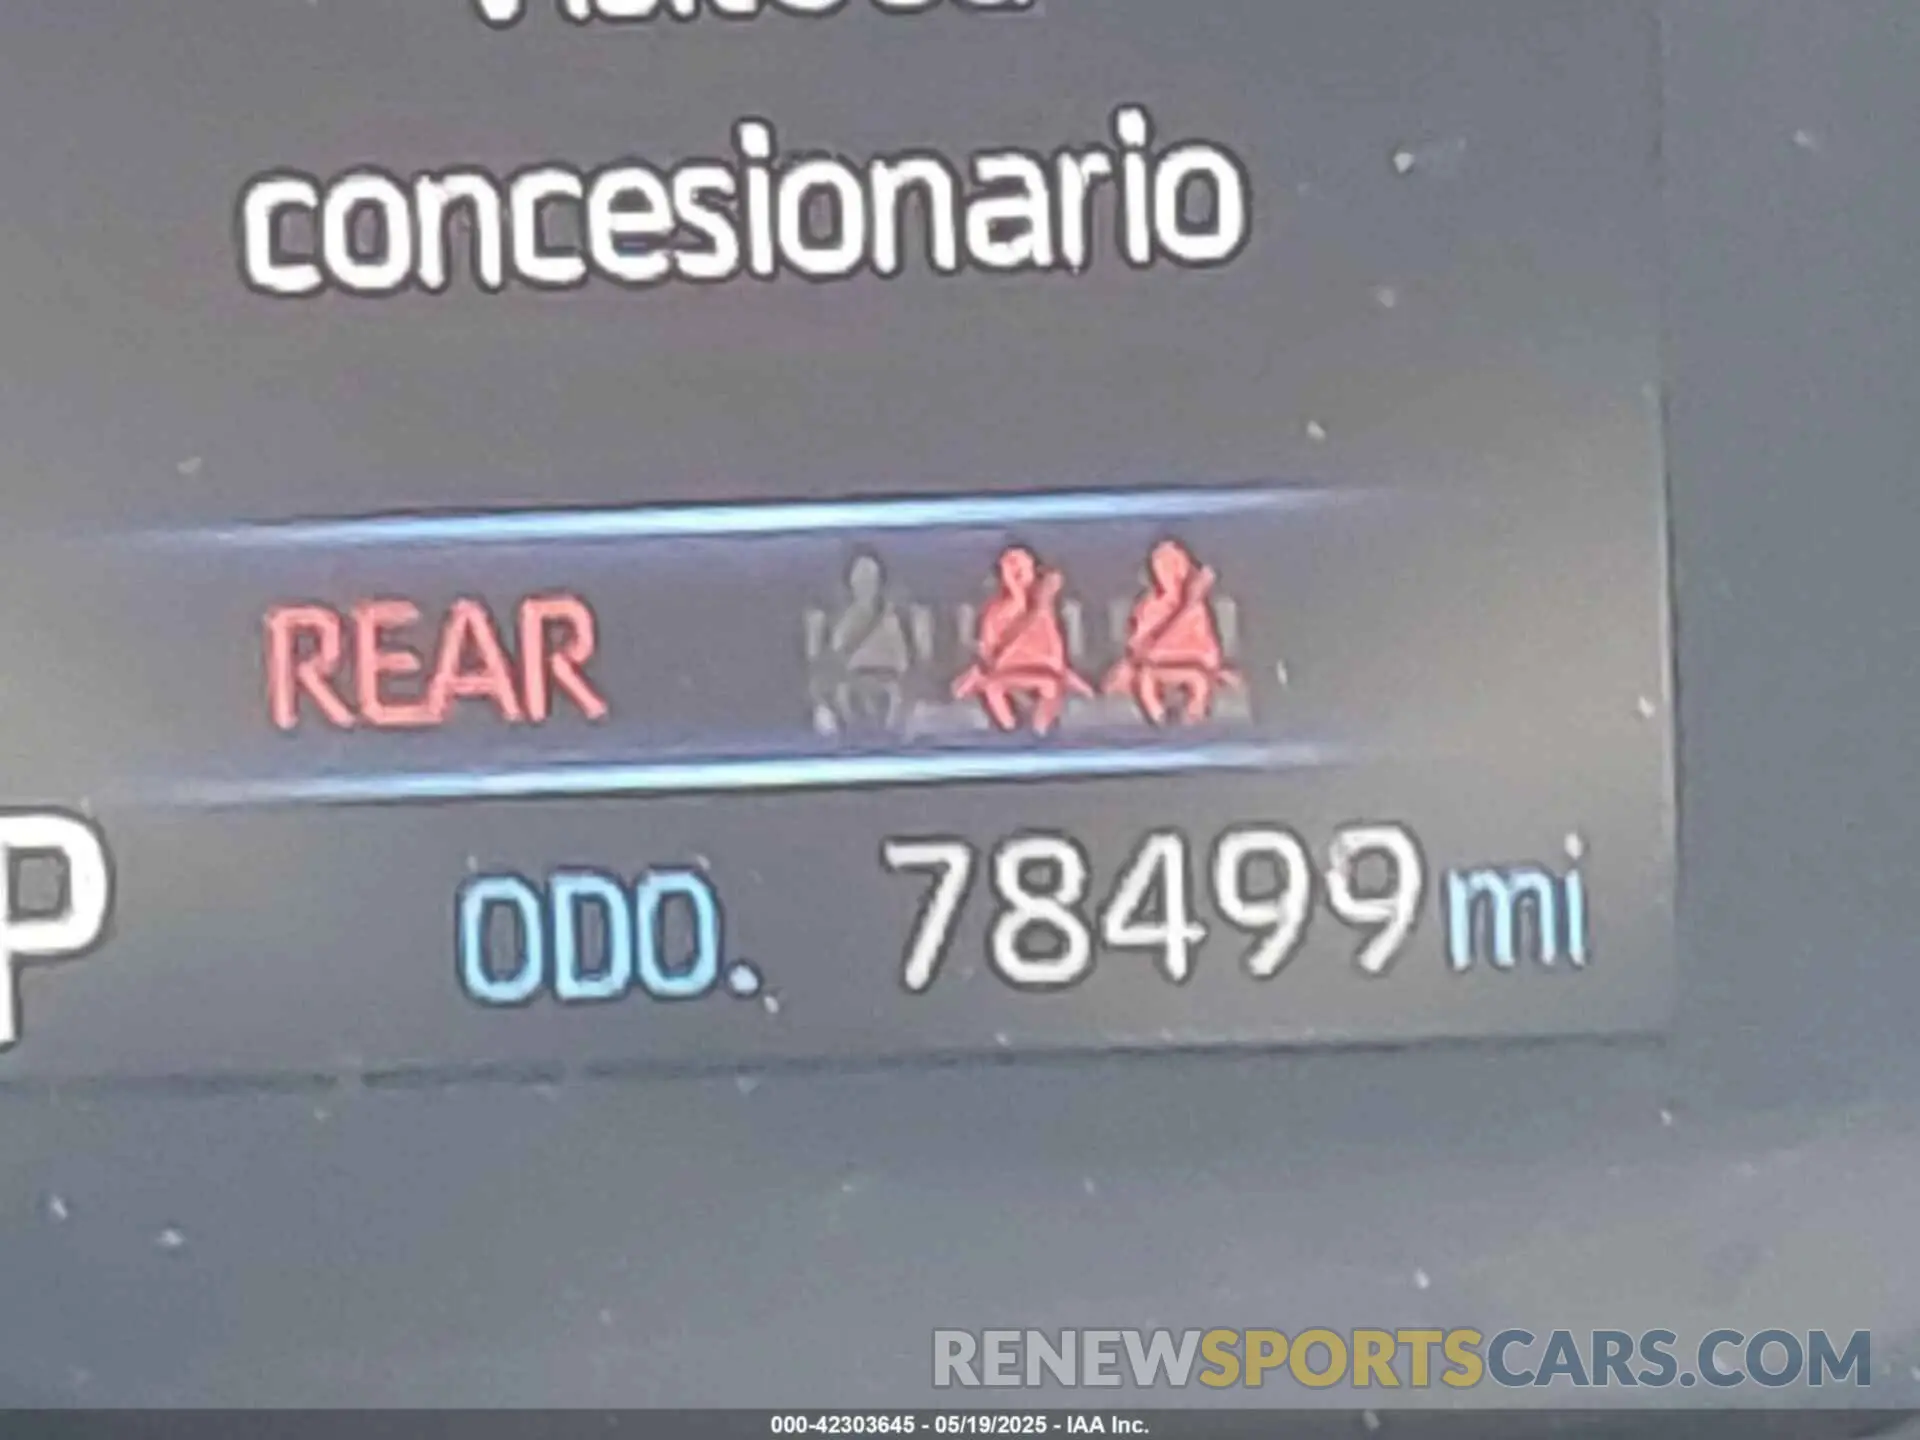 concesionario
REAR
P
ODO. 78499 mi
RENEWSPORTSCARS.COM
000-42303645 - 05/19/2025 - IAA Inc.